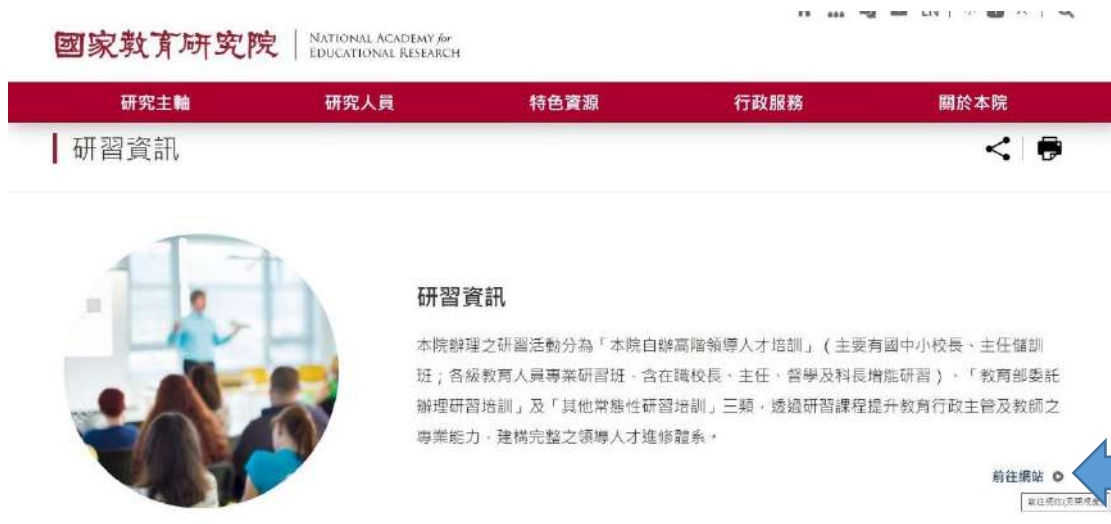 國家教育研究院
NATIONAL ACADEMY for
EDUCATIONAL RESEARCH
研究主軸 研究人員 特色資源 行政服務 關於本院
研習資訊
研習資訊
本院辦理之研習活動分為「本院自辦高階領導人才培訓」(主要有國中小校長、主任儲訓
班；各級教育人員專業研習班，含在職校長、主任、督學及科長增能研習)、「教育部委託
辦理研習培訓」及「其他常態性研習培訓」三類，透過研習課程提升教育行政主管及教師之
專業能力，建構完整之領導人才進修體系。
前往網站